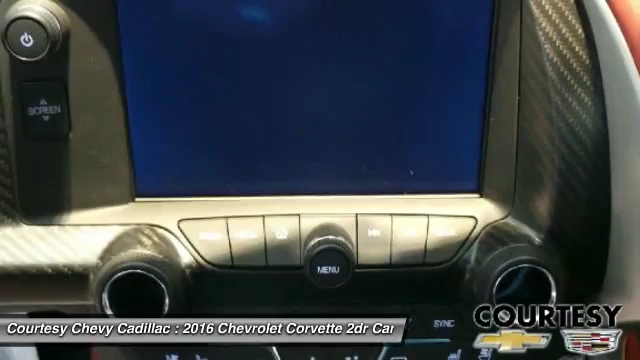 SCREEN
MENU
SYNC
COURTESY
Courtesy Chevy Cadillac : 2016 Chevrolet Corvette 2dr Car